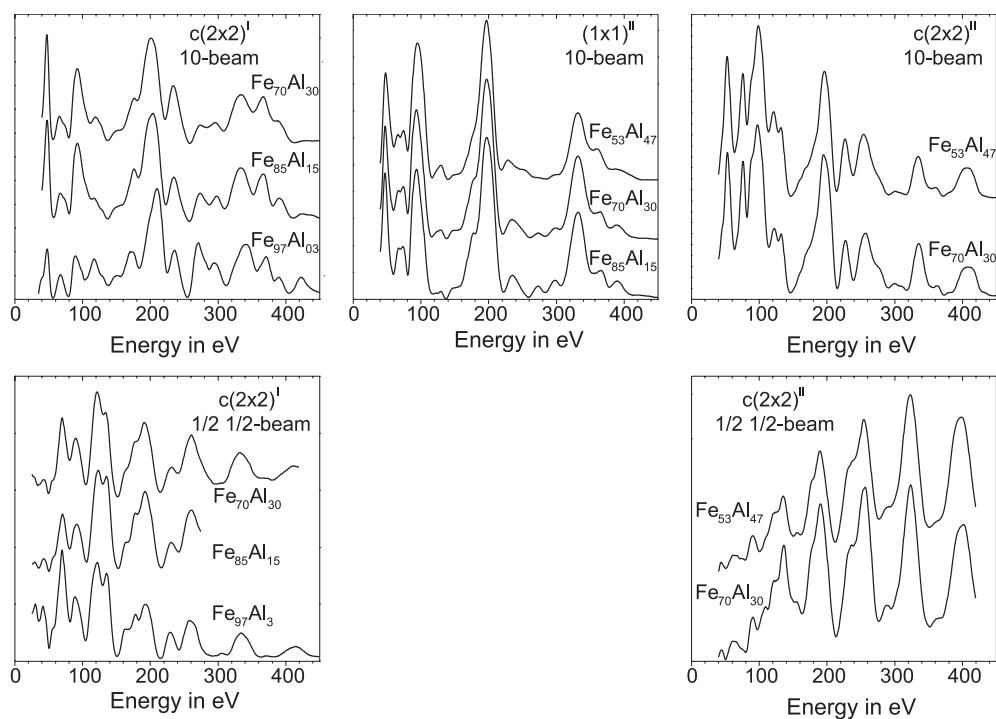 c(2x2)ᴵ
10-beam
Fe₇₀Al₃₀
Fe₈₅Al₁₅
Fe₉₇Al₀₃
0 100 200 300 400
Energy in eV
(1x1)ᴵᴵ
10-beam
Fe₅₃Al₄₇
Fe₇₀Al₃₀
Fe₈₅Al₁₅
0 100 200 300 400
Energy in eV
c(2x2)ᴵᴵ
10-beam
Fe₅₃Al₄₇
Fe₇₀Al₃₀
0 100 200 300 400
Energy in eV
c(2x2)ᴵ
1/2 1/2-beam
Fe₇₀Al₃₀
Fe₈₅Al₁₅
Fe₉₇Al₃
0 100 200 300 400
Energy in eV
c(2x2)ᴵᴵ
1/2 1/2-beam
Fe₅₃Al₄₇
Fe₇₀Al₃₀
0 100 200 300 400
Energy in eV